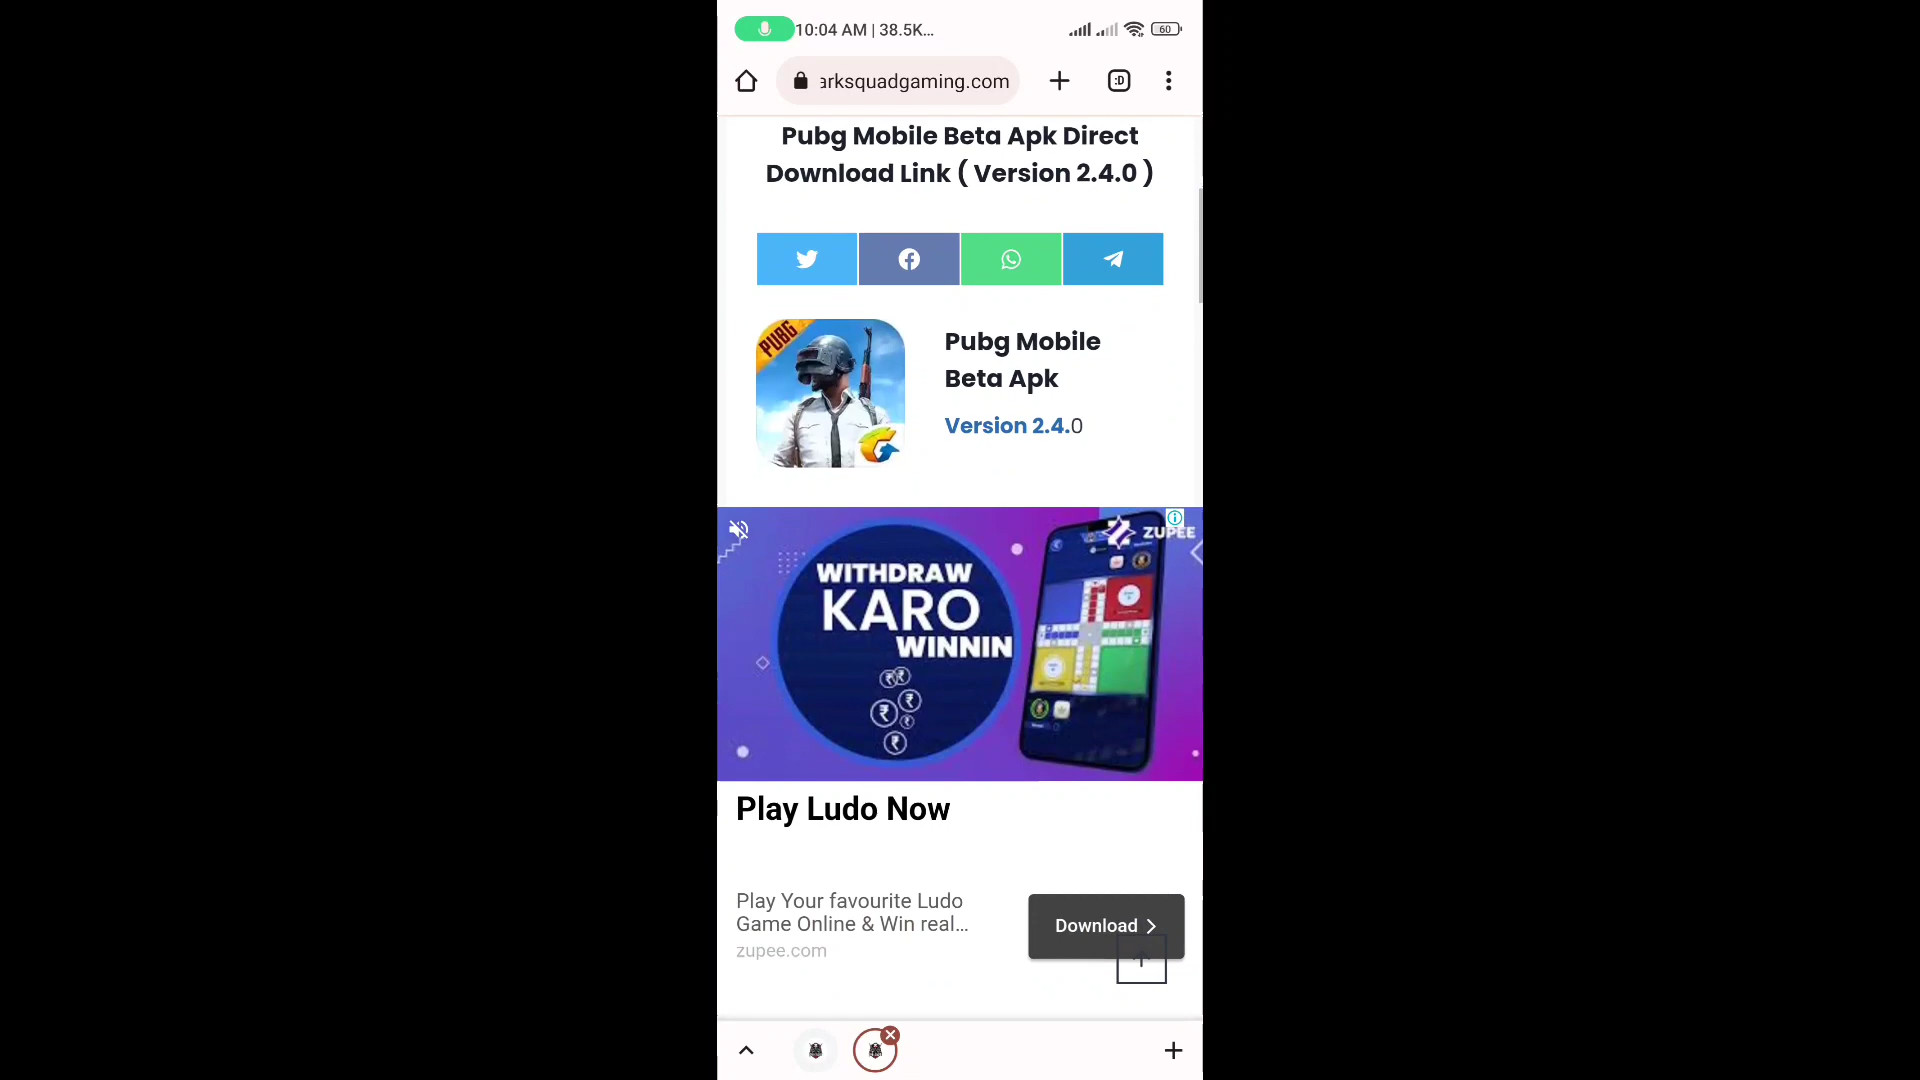 10:04 AM | 38.5K...
60
arksquadgaming.com
:D
Pubg Mobile Beta Apk Direct
Download Link ( Version 2.4.0 )
PUBG
Pubg Mobile
Beta Apk
Version 2.4.0
ZUPEE
WITHDRAW
KARO
WINNIN
Play Ludo Now
Play Your favourite Ludo
Game Online & Win real...
zupee.com
Download